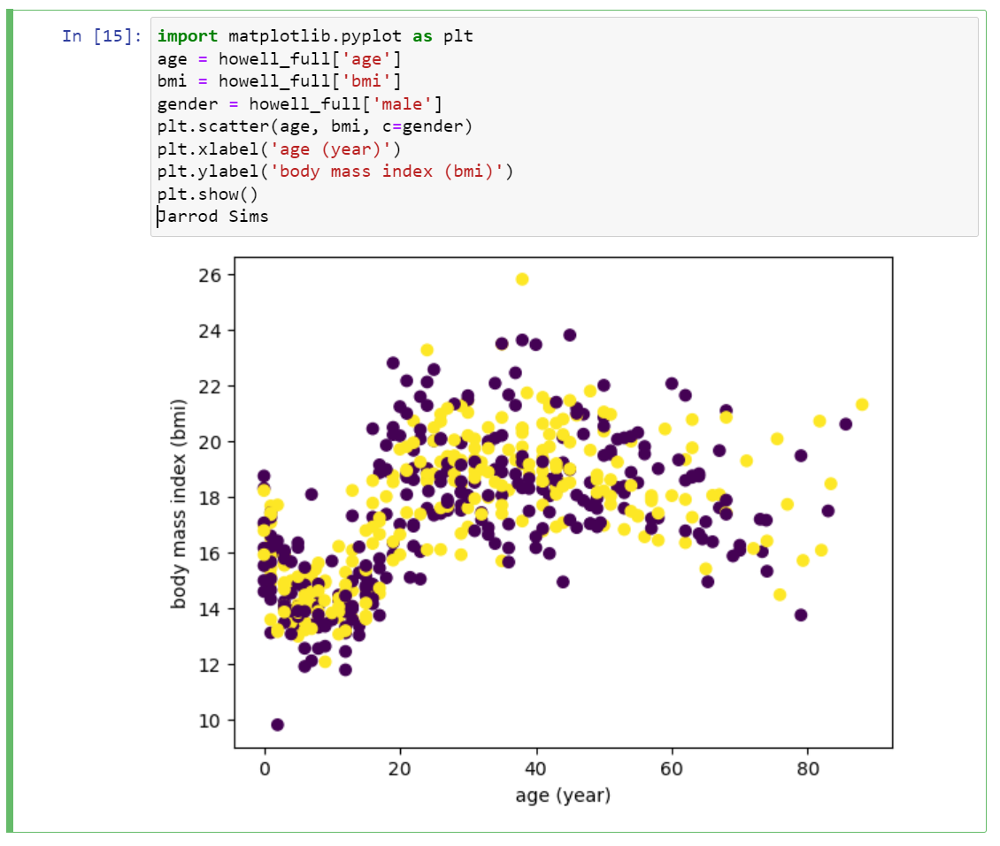 In [15]: import matplotlib.pyplot as plt
age = howell_full['age']
bmi = howell_full['bmi']
gender = howell_full['male']
plt.scatter(age, bmi, c=gender)
plt.xlabel('age (year)')
plt.ylabel('body mass index (bmi)')
plt.show()
Jarrod Sims
26
24
22
20
18
16
14
12
10
body mass index (bmi)
0 20 40 60 80
age (year)